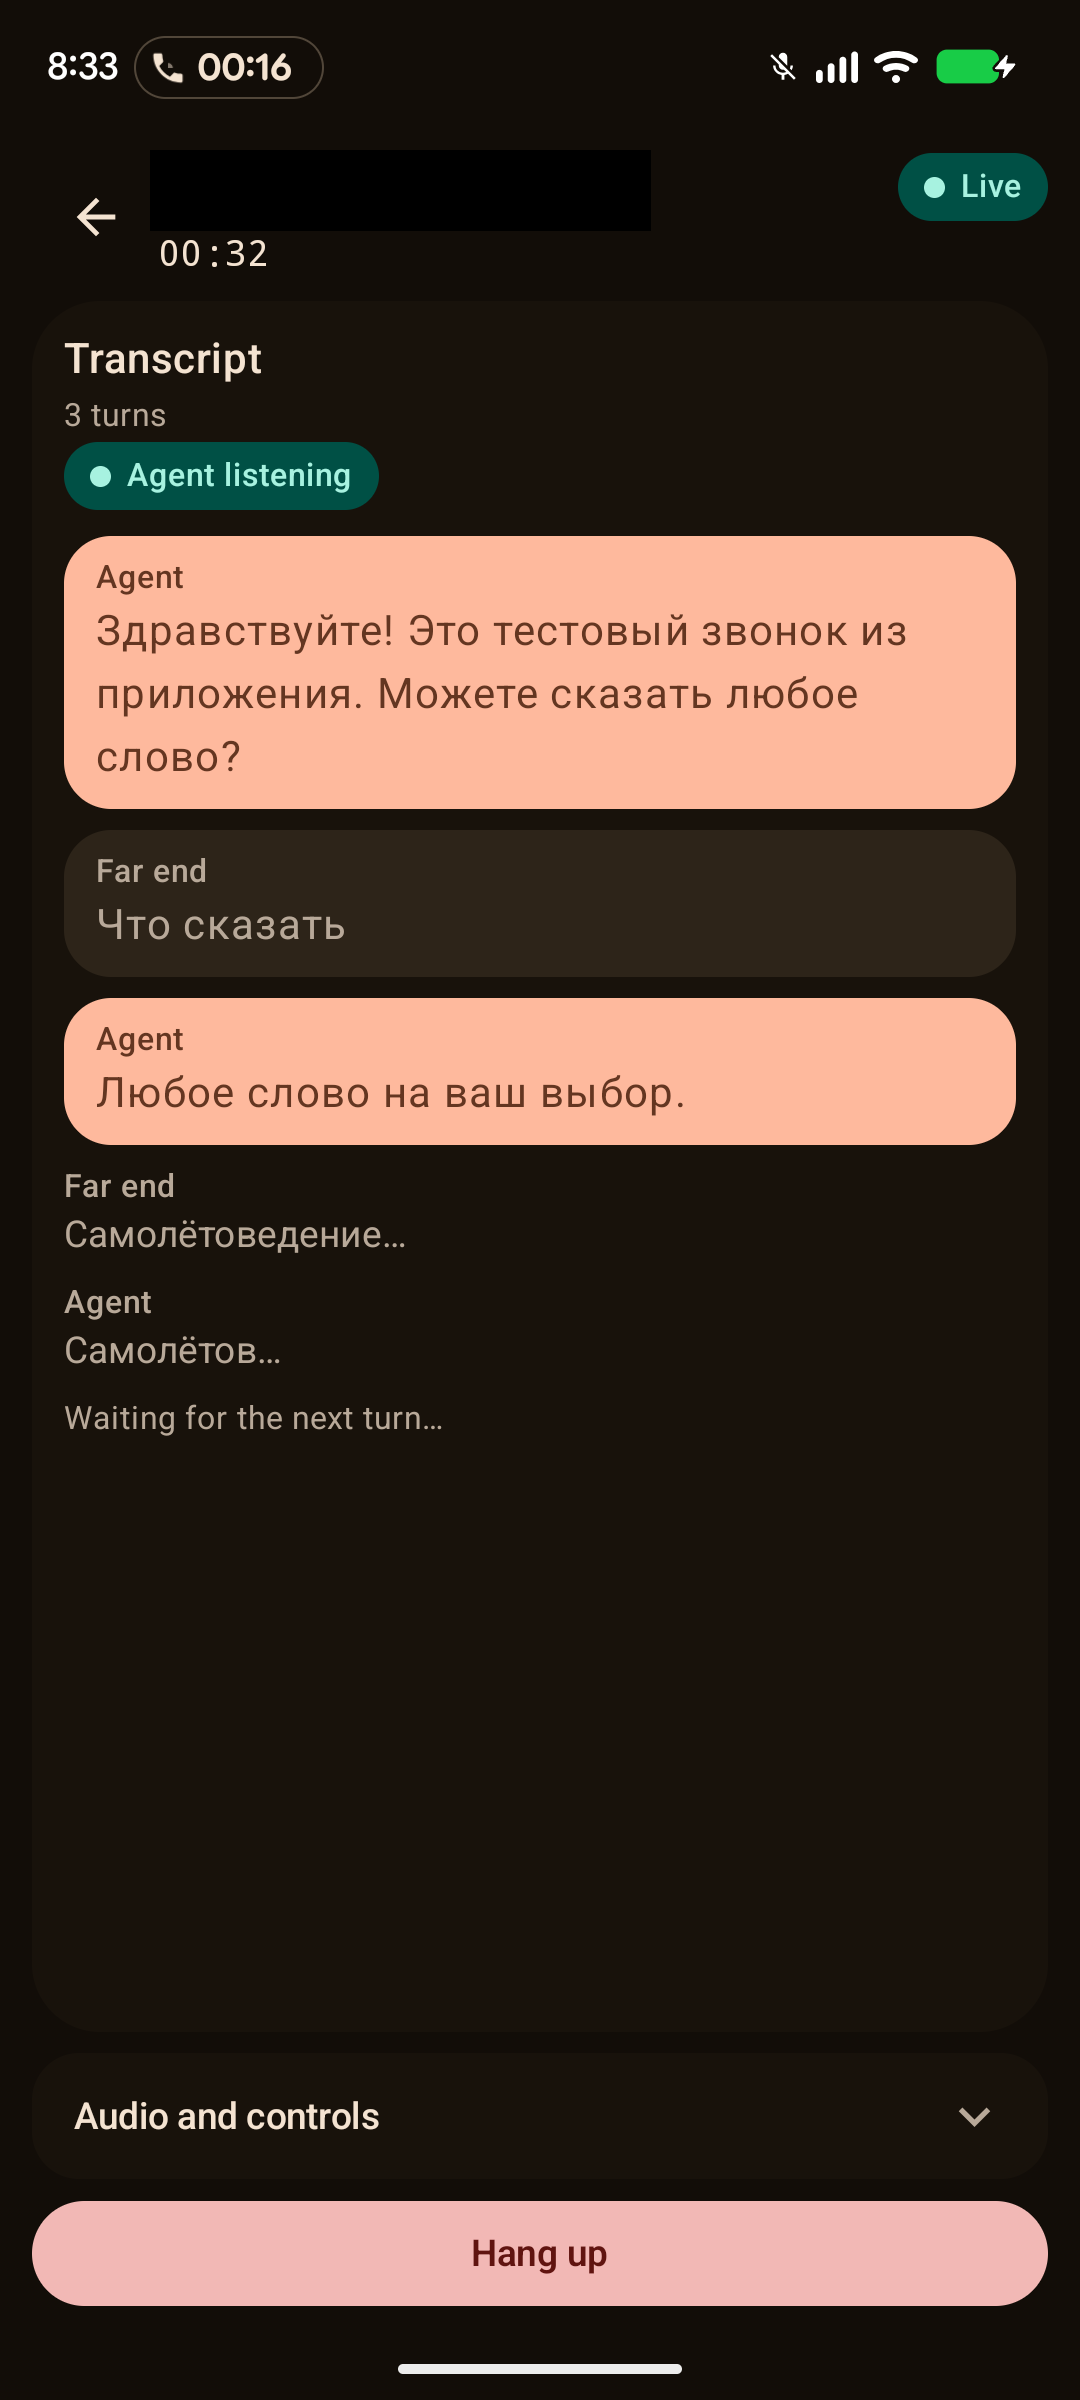 8:33
00:16
Live
00:32
Transcript
3 turns
Agent listening
Agent
Здравствуйте! Это тестовый звонок из
приложения. Можете сказать любое
слово?
Far end
Что сказать
Agent
Любое слово на ваш выбор.
Far end
Самолётоведение…
Agent
Самолётов…
Waiting for the next turn…
Audio and controls
Hang up